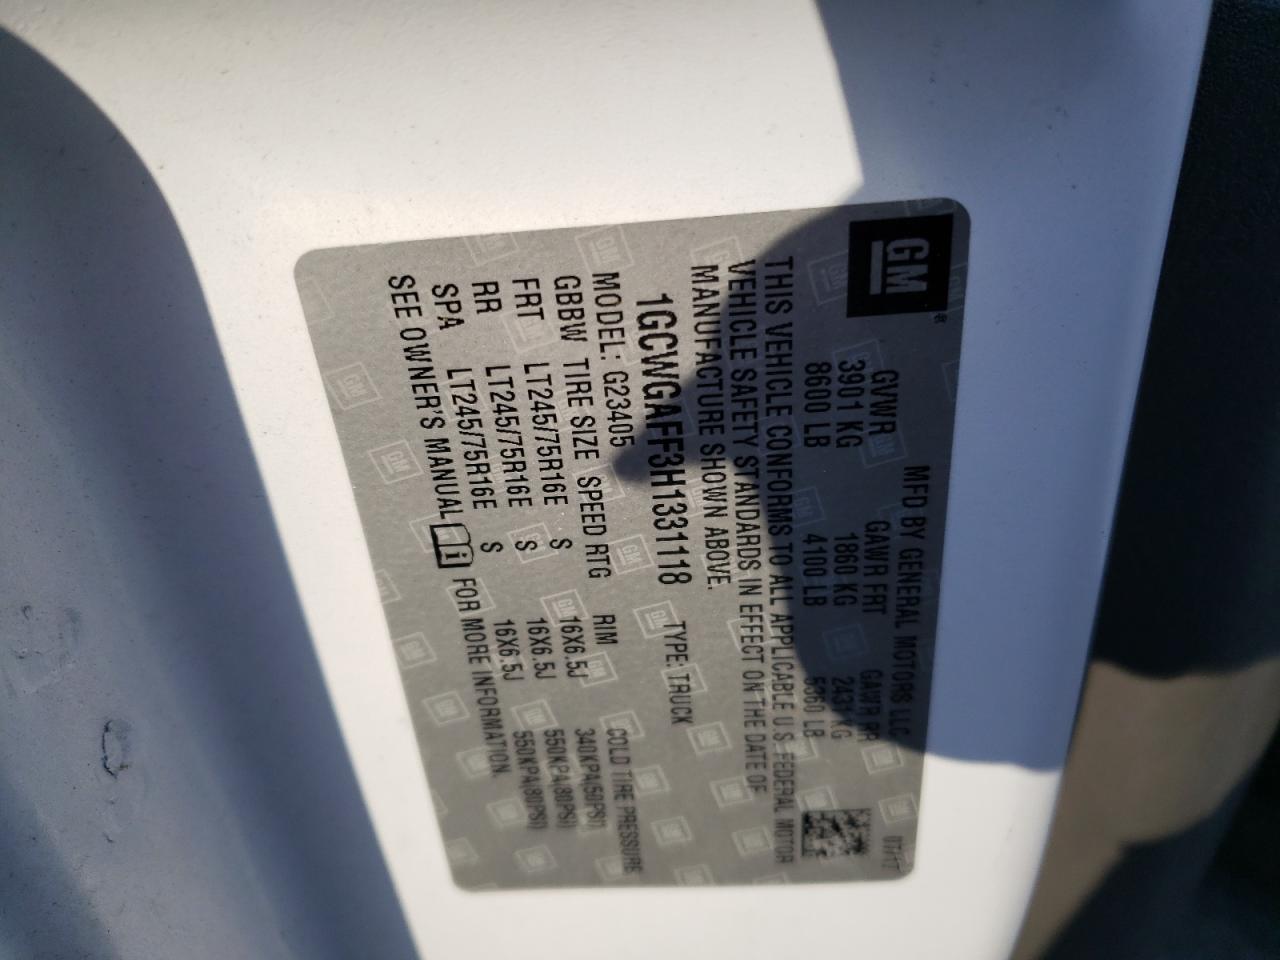 GM
MFD BY GENERAL MOTORS LLC 07/17
GVWR GAWR FRT GAWR RR
3901 KG 1860 KG 2431 KG
8600 LB 4100 LB 5360 LB
THIS VEHICLE CONFORMS TO ALL APPLICABLE U.S. FEDERAL MOTOR
VEHICLE SAFETY STANDARDS IN EFFECT ON THE DATE OF
MANUFACTURE SHOWN ABOVE.
1GCWGAFF3H1331118 TYPE: TRUCK
MODEL: G23405
GBBW TIRE SIZE SPEED RTG RIM COLD TIRE PRESSURE
FRT LT245/75R16E S 16X6.5J 340KPA(50PSI)
RR LT245/75R16E S 16X6.5J 550KPA(80PSI)
SPA LT245/75R16E S 16X6.5J 550KPA(80PSI)
SEE OWNER'S MANUAL i FOR MORE INFORMATION.